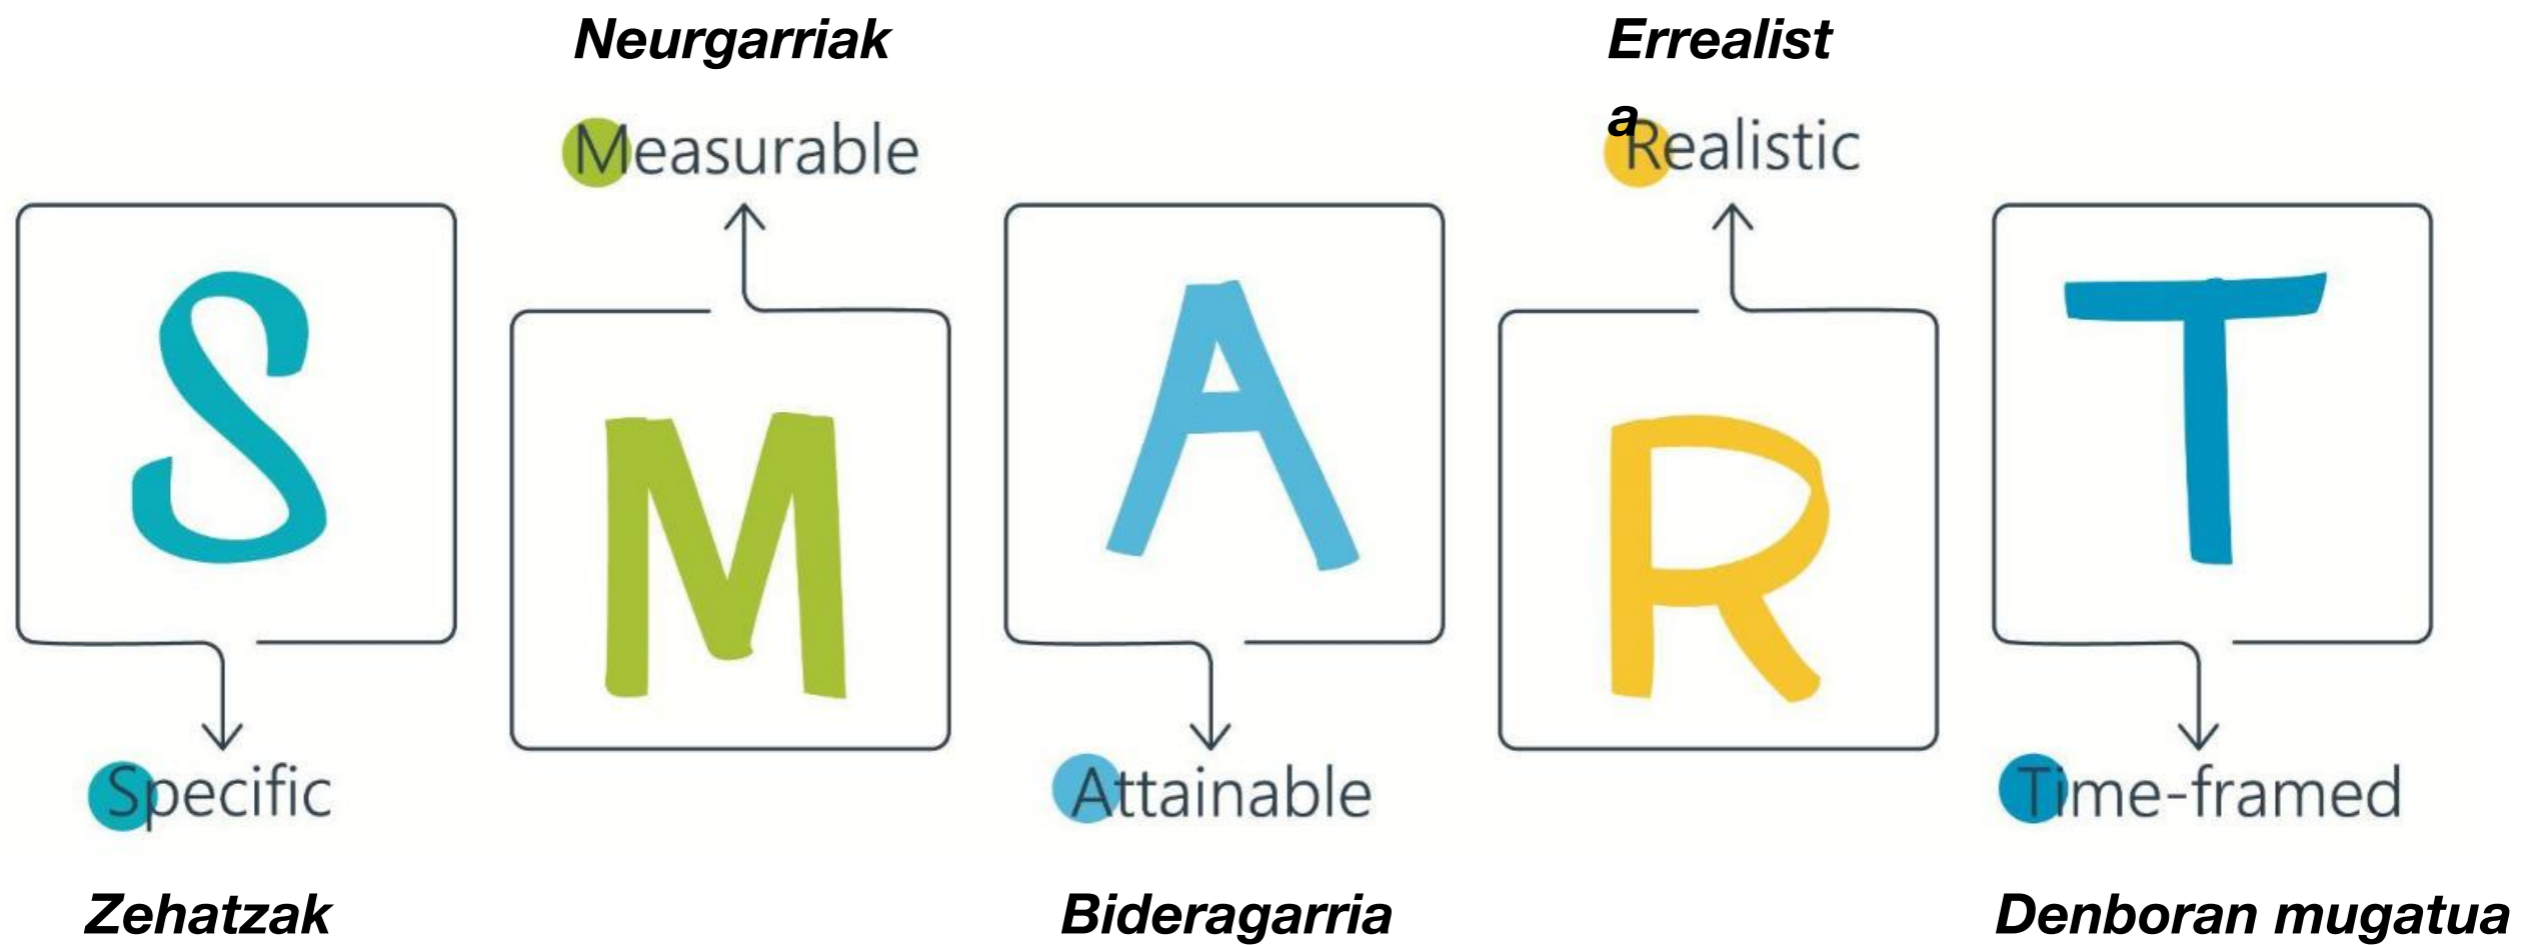 Neurgarriak
Errealist
a
Measurable
Realistic
S
M
A
R
T
Specific
Attainable
Time-framed
Zehatzak
Bideragarria
Denboran mugatua